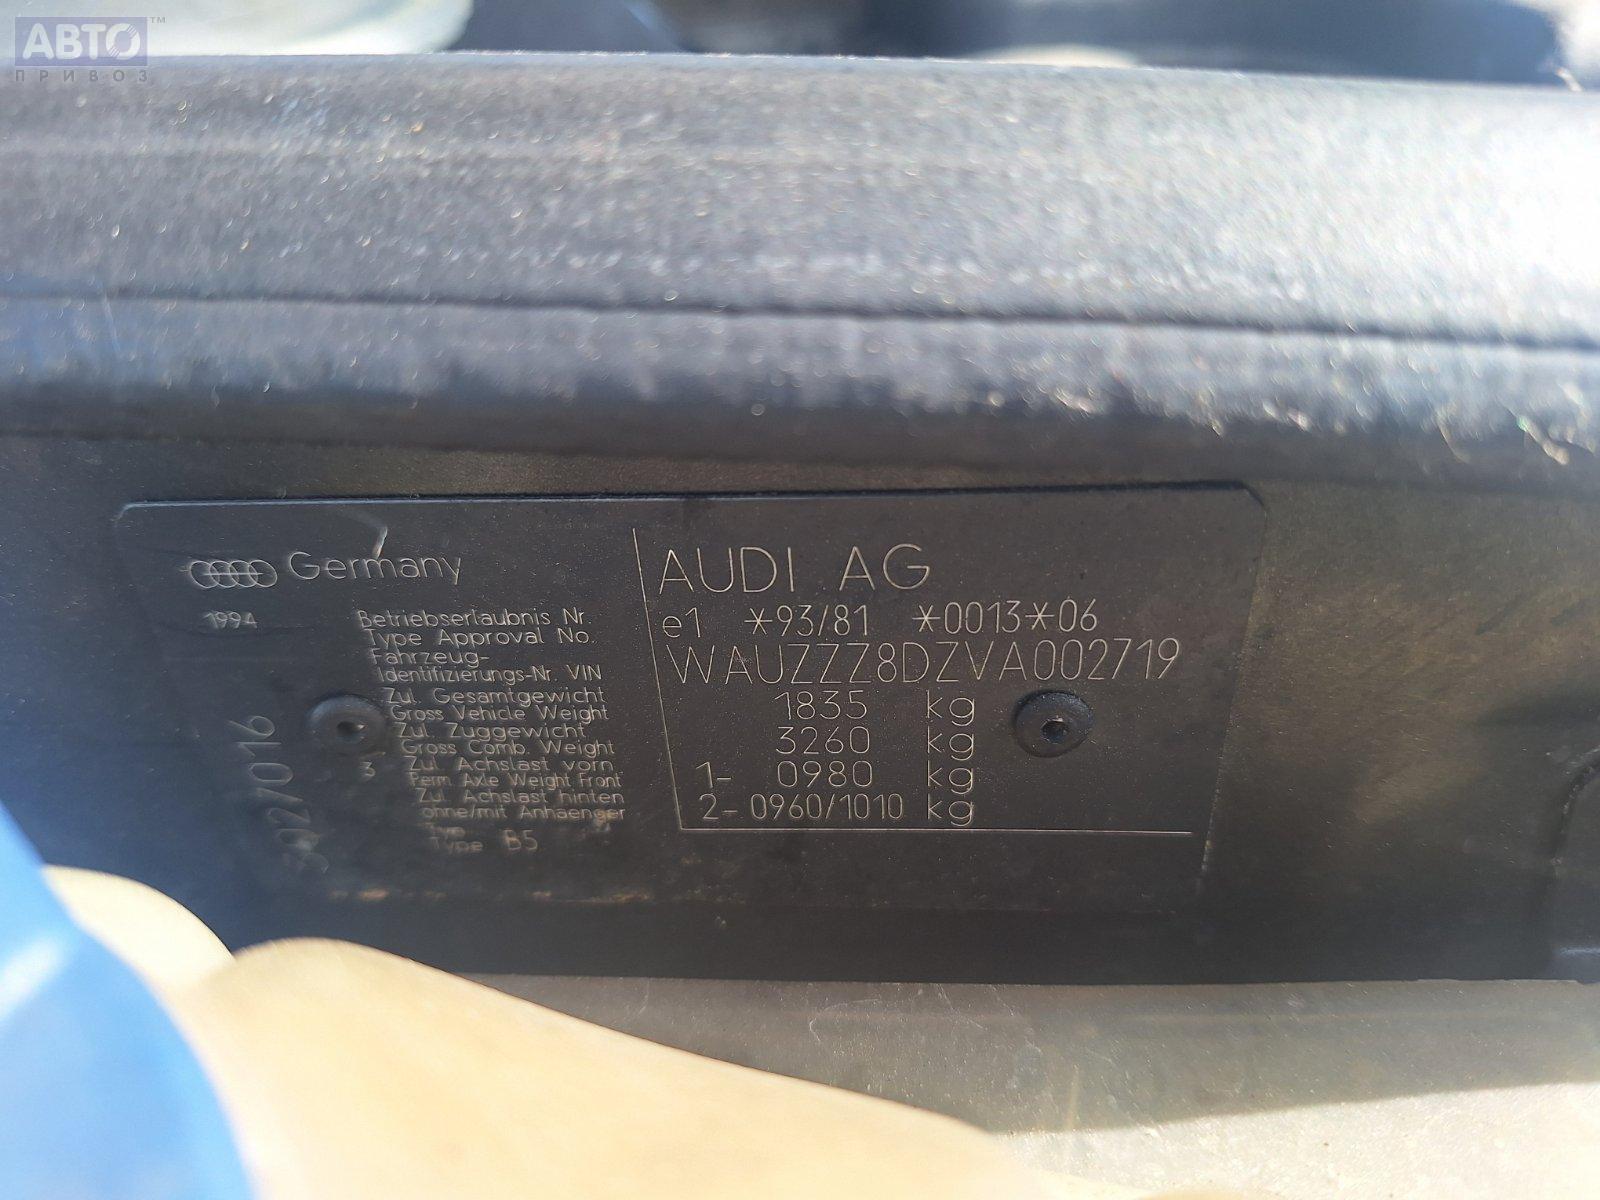 АВТО™
ПРИВОЗ
Germany
1994
Betriebserlaubnis Nr.
Type Approval No.
Fahrzeug-
Identifizierungs-Nr. VIN
Zul. Gesamtgewicht
Gross Vehicle Weight
Zul. Zuggewicht
Gross Comb. Weight
3 Zul. Achslast vorn
Perm. Axle Weight Front
Zul. Achslast hinten
ohne/mit Anhaenger
Type B5
AUDI AG
e1 *93/81 *0013*06
WAUZZZ8DZVA002719
1835 kg
3260 kg
1- 0980 kg
2- 0960/1010 kg